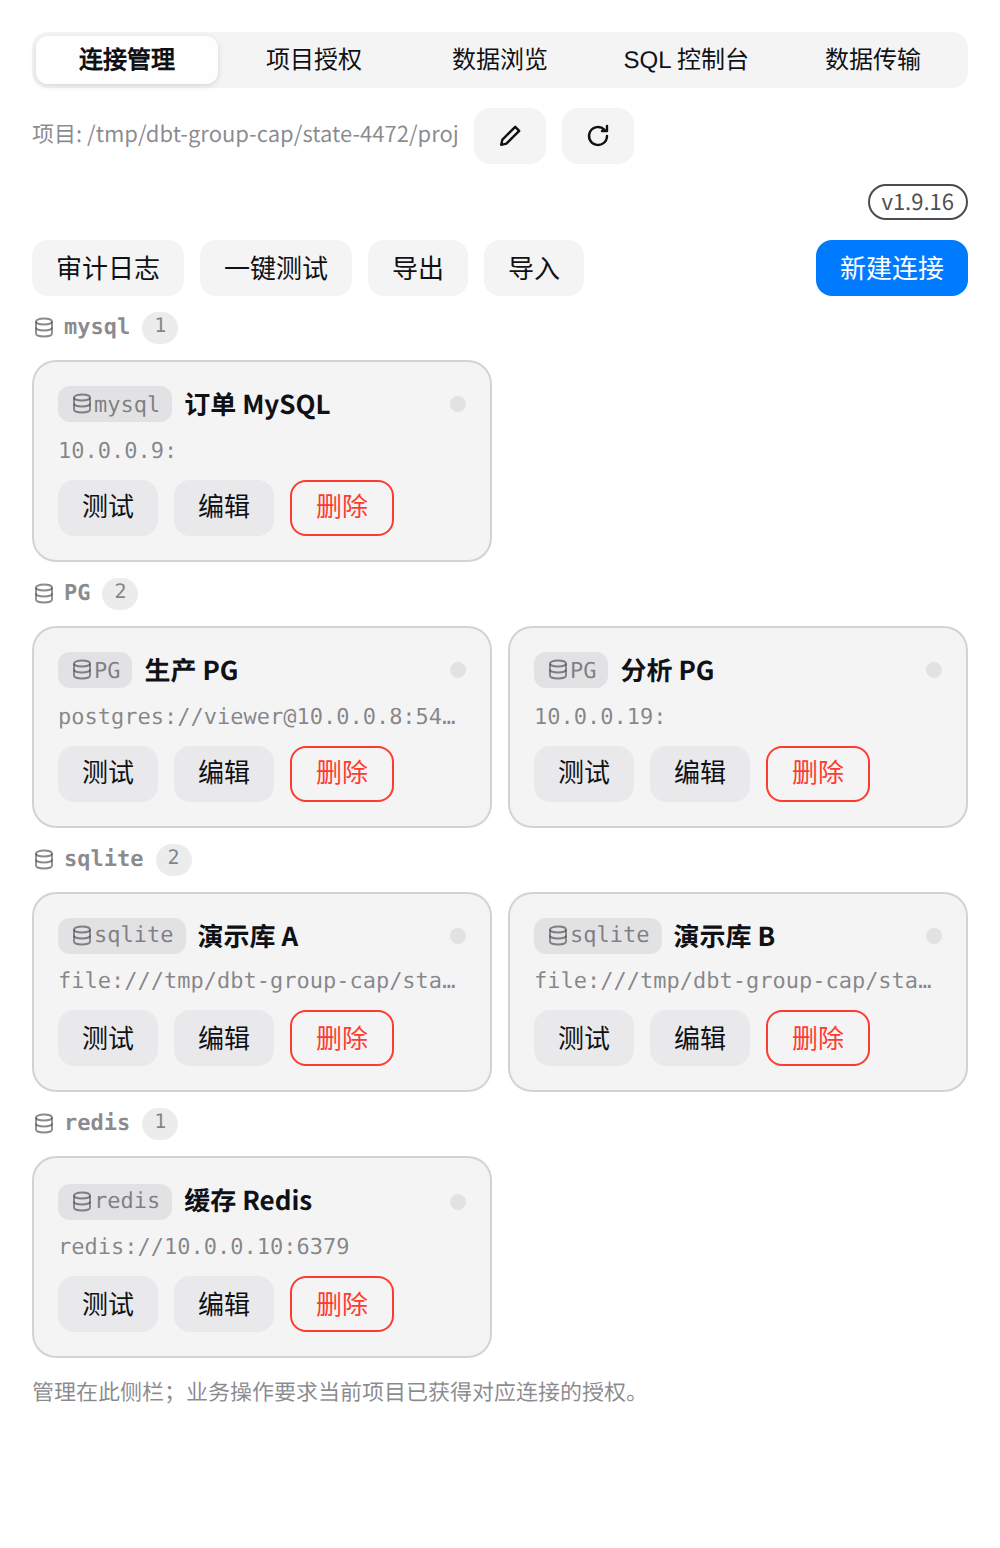 连接管理 项目授权 数据浏览 SQL 控制台 数据传输
项目: /tmp/dbt-group-cap/state-4472/proj
v1.9.16
审计日志 一键测试 导出 导入 新建连接
mysql 1
mysql 订单 MySQL
10.0.0.9:
测试 编辑 删除
PG 2
PG 生产 PG
postgres://viewer@10.0.0.8:54…
测试 编辑 删除
PG 分析 PG
10.0.0.19:
测试 编辑 删除
sqlite 2
sqlite 演示库 A
file:///tmp/dbt-group-cap/sta…
测试 编辑 删除
sqlite 演示库 B
file:///tmp/dbt-group-cap/sta…
测试 编辑 删除
redis 1
redis 缓存 Redis
redis://10.0.0.10:6379
测试 编辑 删除
管理在此侧栏；业务操作要求当前项目已获得对应连接的授权。